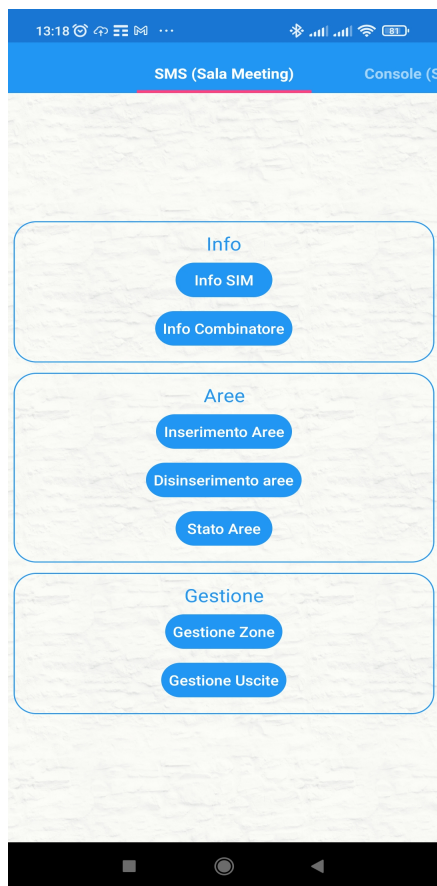 13:18
81
SMS (Sala Meeting)
Console (S
Info
Info SIM
Info Combinatore
Aree
Inserimento Aree
Disinserimento aree
Stato Aree
Gestione
Gestione Zone
Gestione Uscite